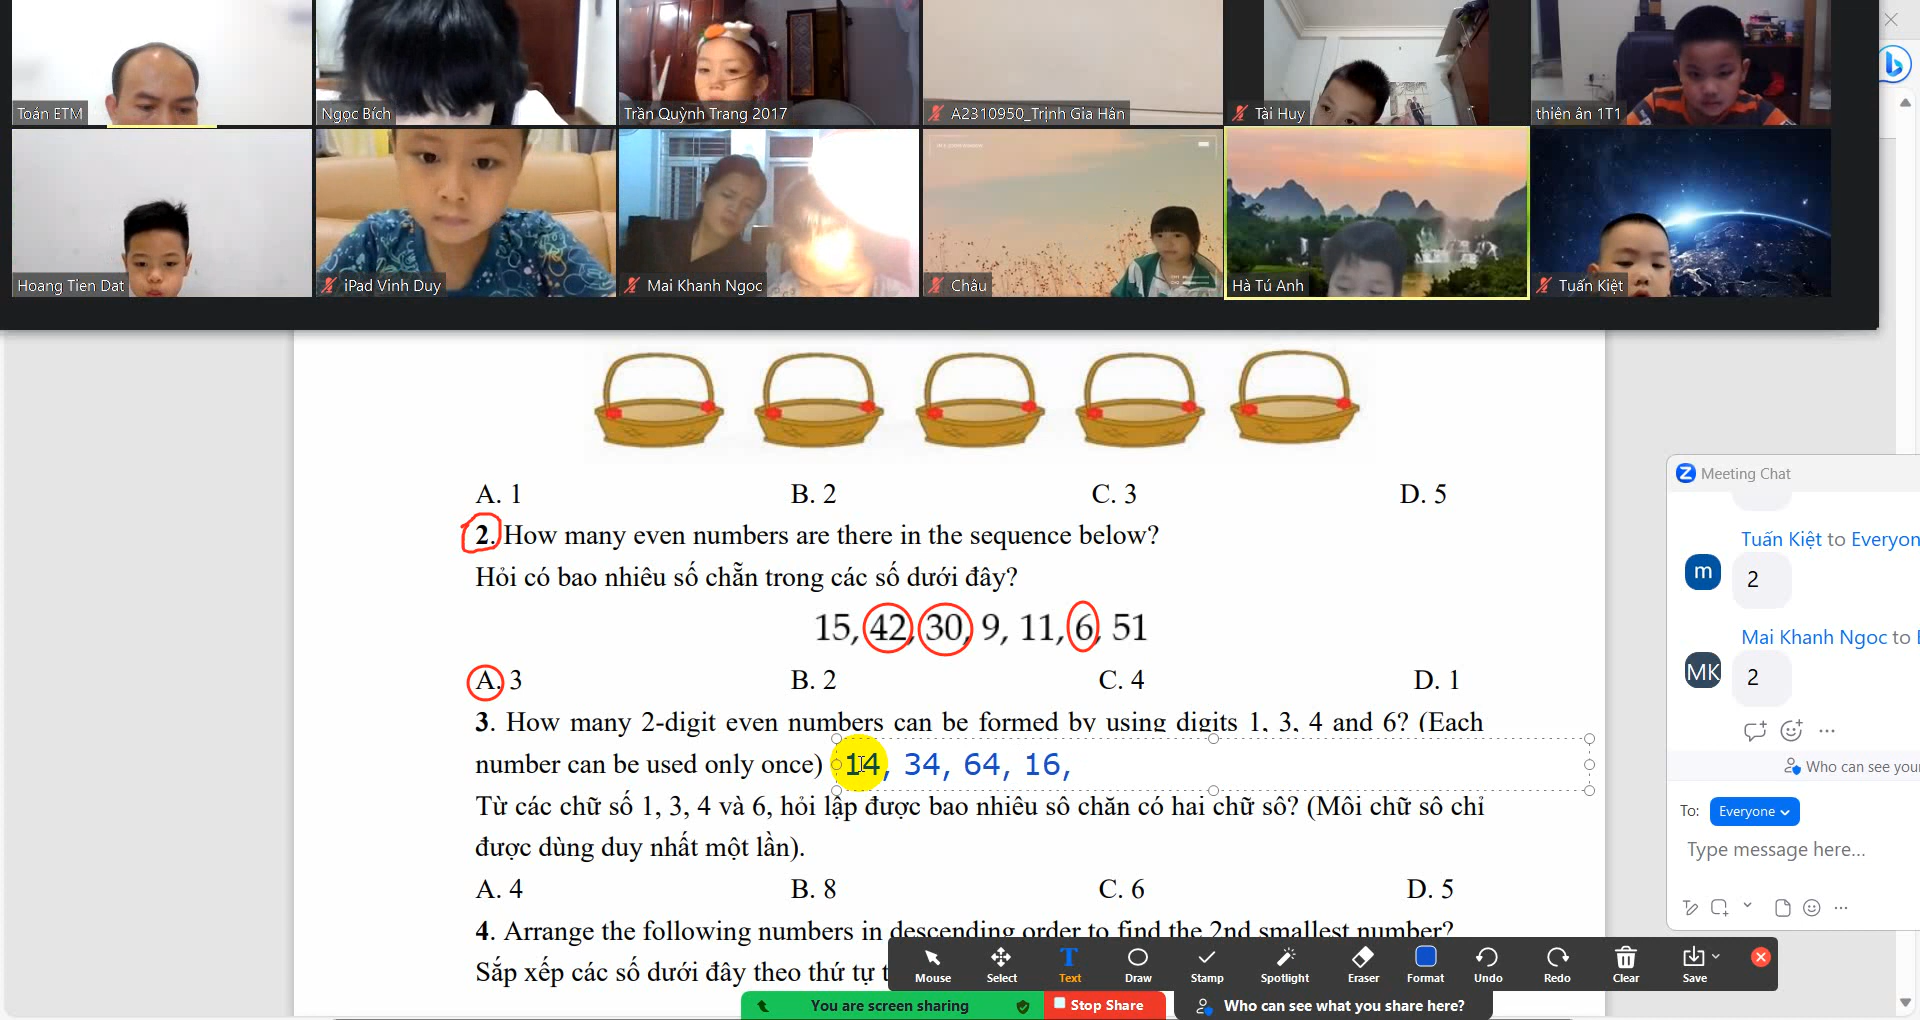 Toán ETM
Ngọc Bích
Trần Quỳnh Trang 2017
A2310950_Trịnh Gia Hân
Tài Huy
thiên ân 1T1
Hoang Tien Dat
iPad Vinh Duy
Mai Khanh Ngoc
Châu
Hà Tú Anh
Tuấn Kiệt
A. 1 B. 2 C. 3 D. 5
2. How many even numbers are there in the sequence below?
Hỏi có bao nhiêu số chẵn trong các số dưới đây?
15, 42, 30, 9, 11, 6, 51
A. 3 B. 2 C. 4 D. 1
3. How many 2-digit even numbers can be formed by using digits 1, 3, 4 and 6? (Each
number can be used only once) 14, 34, 64, 16,
Từ các chữ số 1, 3, 4 và 6, hỏi lập được bao nhiêu số chẵn có hai chữ số? (Mỗi chữ số chỉ
được dùng duy nhất một lần).
A. 4 B. 8 C. 6 D. 5
4. Arrange the following numbers in descending order to find the 2nd smallest number?
Sắp xếp các số dưới đây theo thứ tự
Meeting Chat
Tuấn Kiệt to Everyon
m
2
Mai Khanh Ngoc to
MK
2
Who can see you
To: Everyone
Type message here...
Mouse Select Text Draw Stamp Spotlight Eraser Format Undo Redo Clear Save
You are screen sharing Stop Share Who can see what you share here?